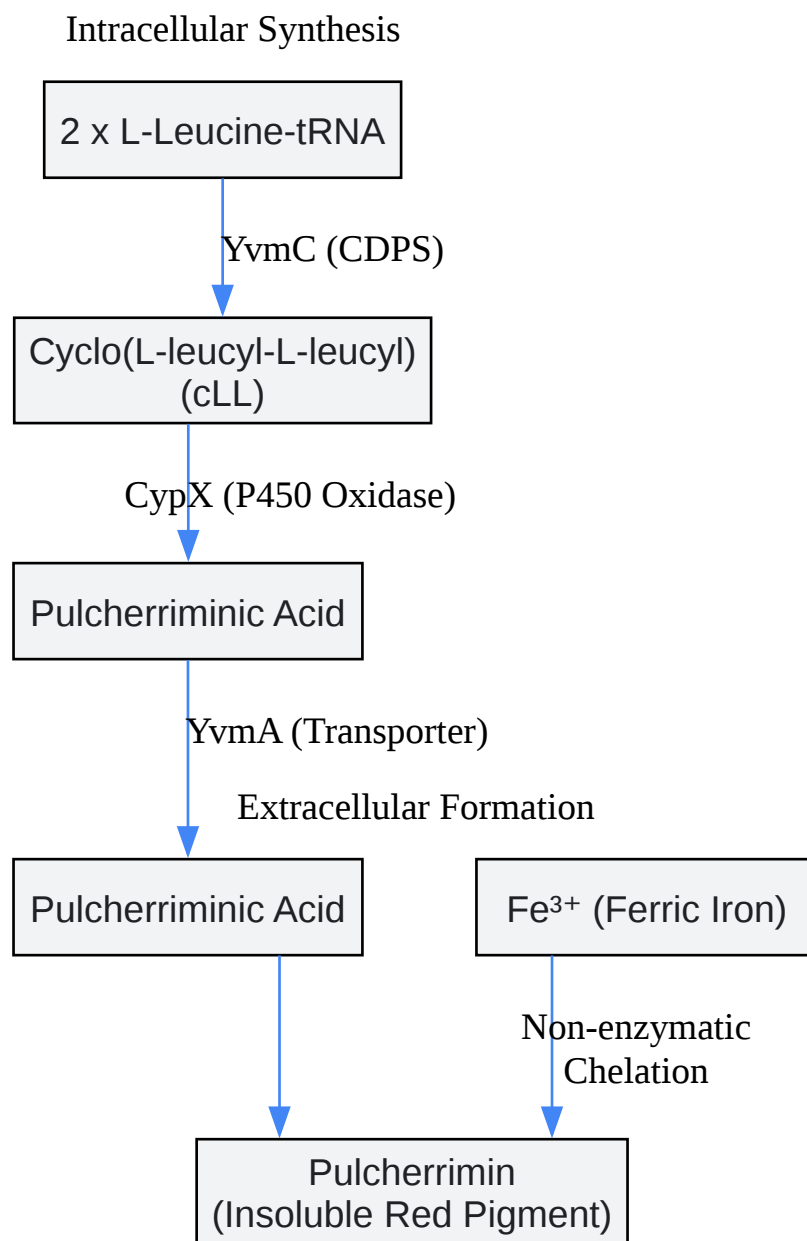 Intracellular Synthesis
2 x L-Leucine-tRNA
YvmC (CDPS)
Cyclo(L-leucyl-L-leucyl)
(cLL)
CypX (P450 Oxidase)
Pulcherriminic Acid
YvmA (Transporter)
Extracellular Formation
Pulcherriminic Acid
Fe³⁺ (Ferric Iron)
Non-enzymatic
Chelation
Pulcherrimin
(Insoluble Red Pigment)